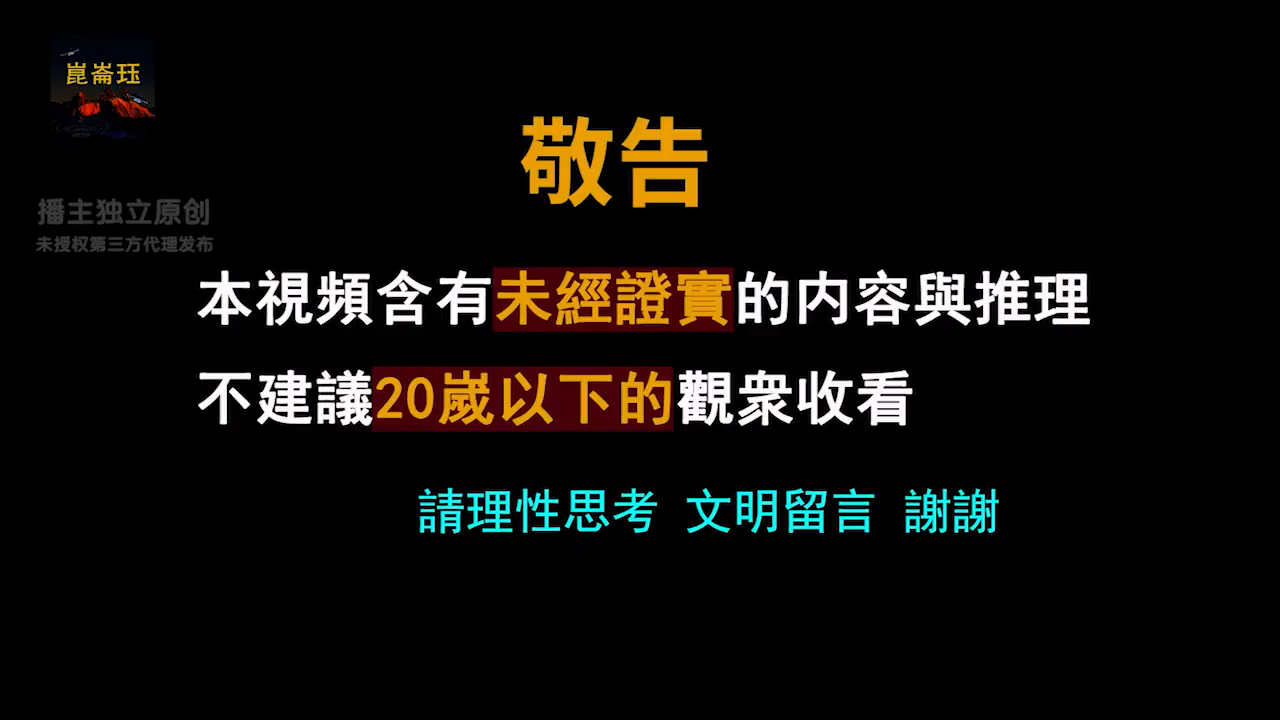 崑崙珏
敬告
播主独立原创
未授权第三方代理发布
本視頻含有未經證實的内容與推理
不建議20嵗以下的觀衆收看
請理性思考 文明留言 謝謝